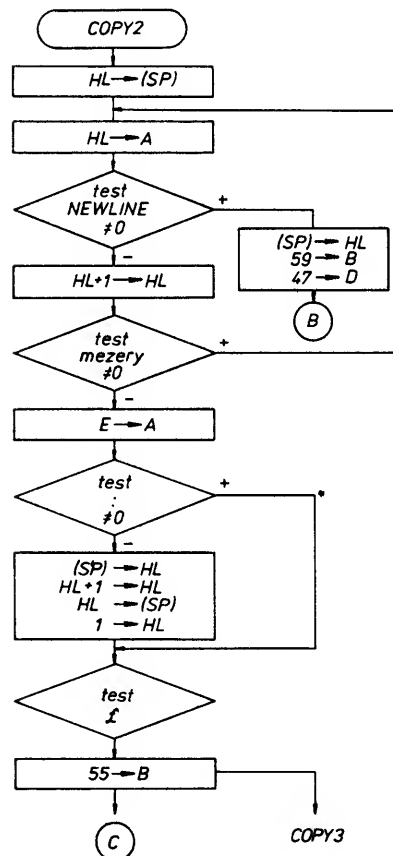 COPY2
HL→(SP)
HL→A
test
NEWLINE
≠0
+
−
(SP)→HL
59→B
47→D
B
HL+1→HL
test
mezery
≠0
+
−
E→A
test
:
≠0
+
−
(SP)→HL
HL+1→HL
HL→(SP)
1→HL
test
£
55→B
C
COPY3